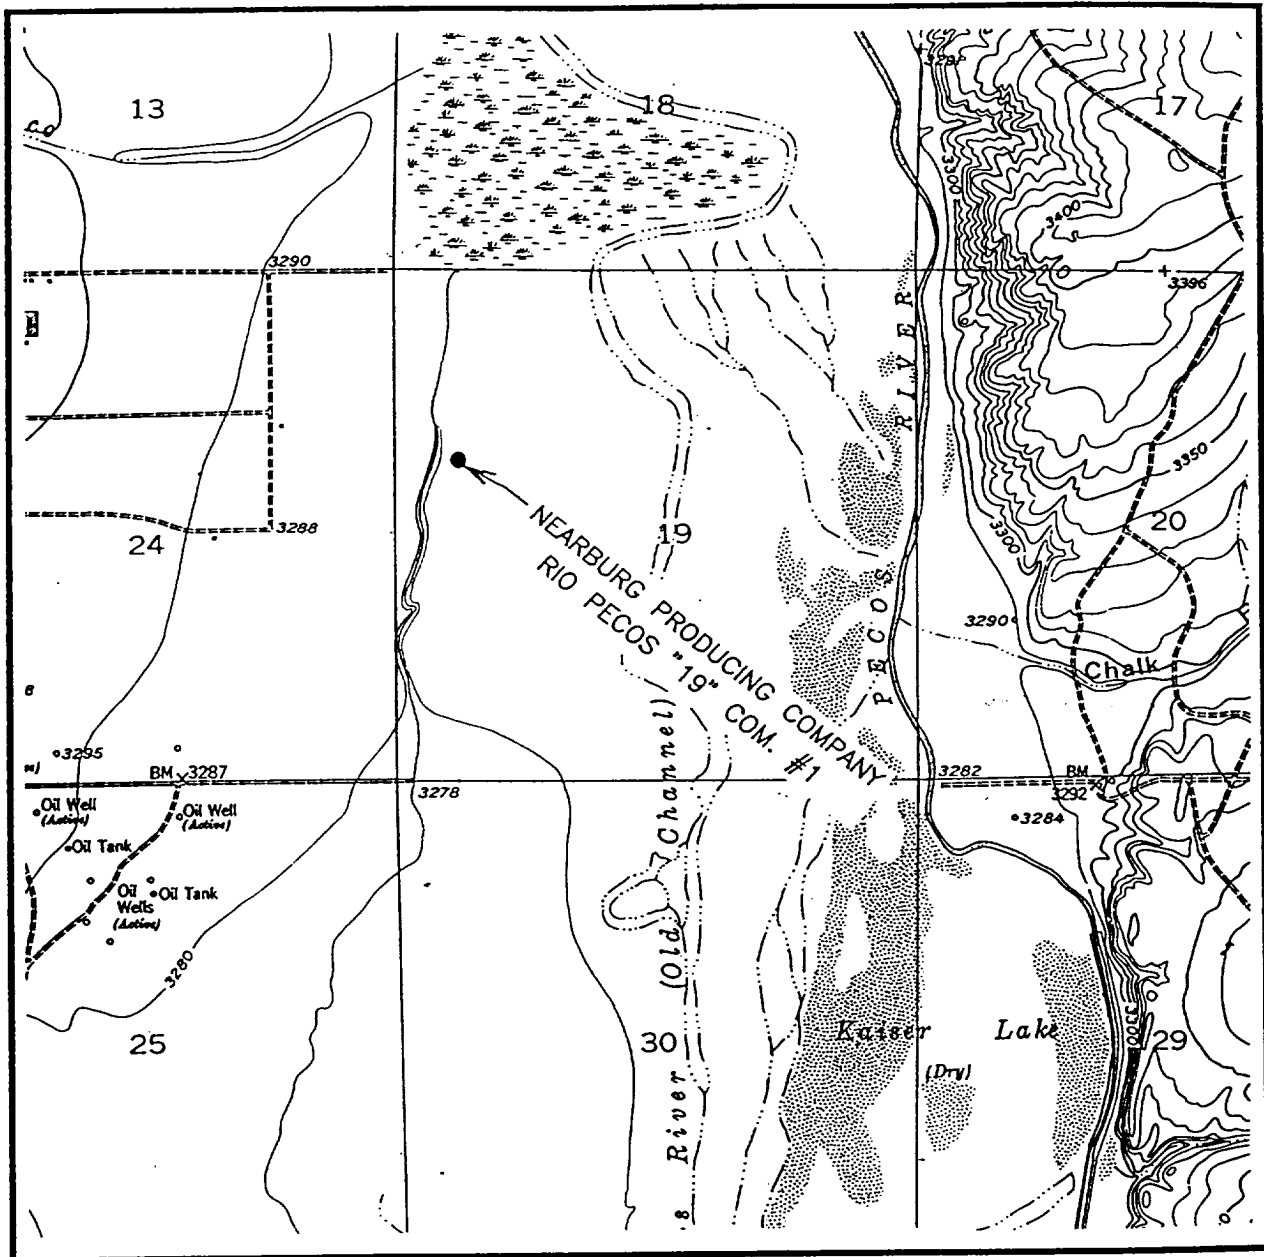 13
18
17
3300
3400
3290
3396
RIVER
3350
3288
24
19
20
3300
NEARBURG PRODUCING COMPANY
RIO PECOS "19" COM. #1
PECOS
3290
Chalk
3295
BM 3287
3278
3282
BM
3292
3284
Oil Well
(Active)
Oil Well
(Active)
Oil Tank
Oil Wells
(Active)
Oil Tank
3280
River (Old Channel)
25
30
Kaiser Lake
(Dry)
3300
29